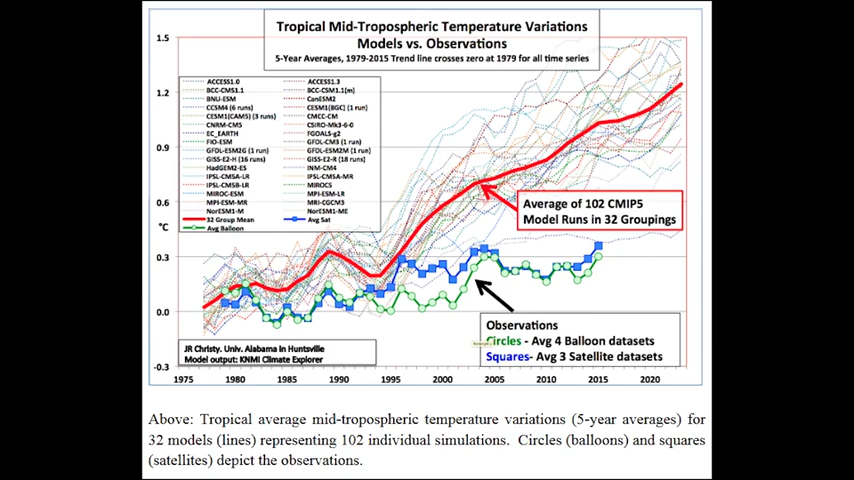 Tropical Mid-Tropospheric Temperature Variations
Models vs. Observations
5-Year Averages, 1979-2015 Trend line crosses zero at 1979 for all time series
1.5
1.2
0.9
0.6
°C
0.3
0.0
-0.3
ACCESS1.0 ACCESS1.3
BCC-CMS1.1 BCC-CSM1.1(m)
BNU-ESM CanESM2
CCSM4 (6 runs) CESM1(BGC) (1 run)
CESM1(CAM5) (3 runs) CMCC-CM
CNRM-CM5 CSIRO-Mk3-6-0
EC_EARTH FGOALS-g2
FIO-ESM GFDL-CM3 (1 run)
GFDL-ESM2G (1 run) GFDL-ESM2M (1 run)
GISS-E2-H (16 runs) GISS-E2-R (18 runs)
HadGEM2-ES INM-CM4
IPSL-CM5A-LR IPSL-CM5A-MR
IPSL-CM5B-LR MIROC5
MIROC-ESM MPI-ESM-LR
MPI-ESM-MR MRI-CGCM3
NorESM1-M NorESM1-ME
32 Group Mean Avg Sat
Avg Balloon
Average of 102 CMIP5
Model Runs in 32 Groupings
Observations
Circles - Avg 4 Balloon datasets
Squares- Avg 3 Satellite datasets
JR Christy. Univ. Alabama in Huntsville
Model output: KNMI Climate Explorer
1975 1980 1985 1990 1995 2000 2005 2010 2015 2020
Above: Tropical average mid-tropospheric temperature variations (5-year averages) for
32 models (lines) representing 102 individual simulations. Circles (balloons) and squares
(satellites) depict the observations.